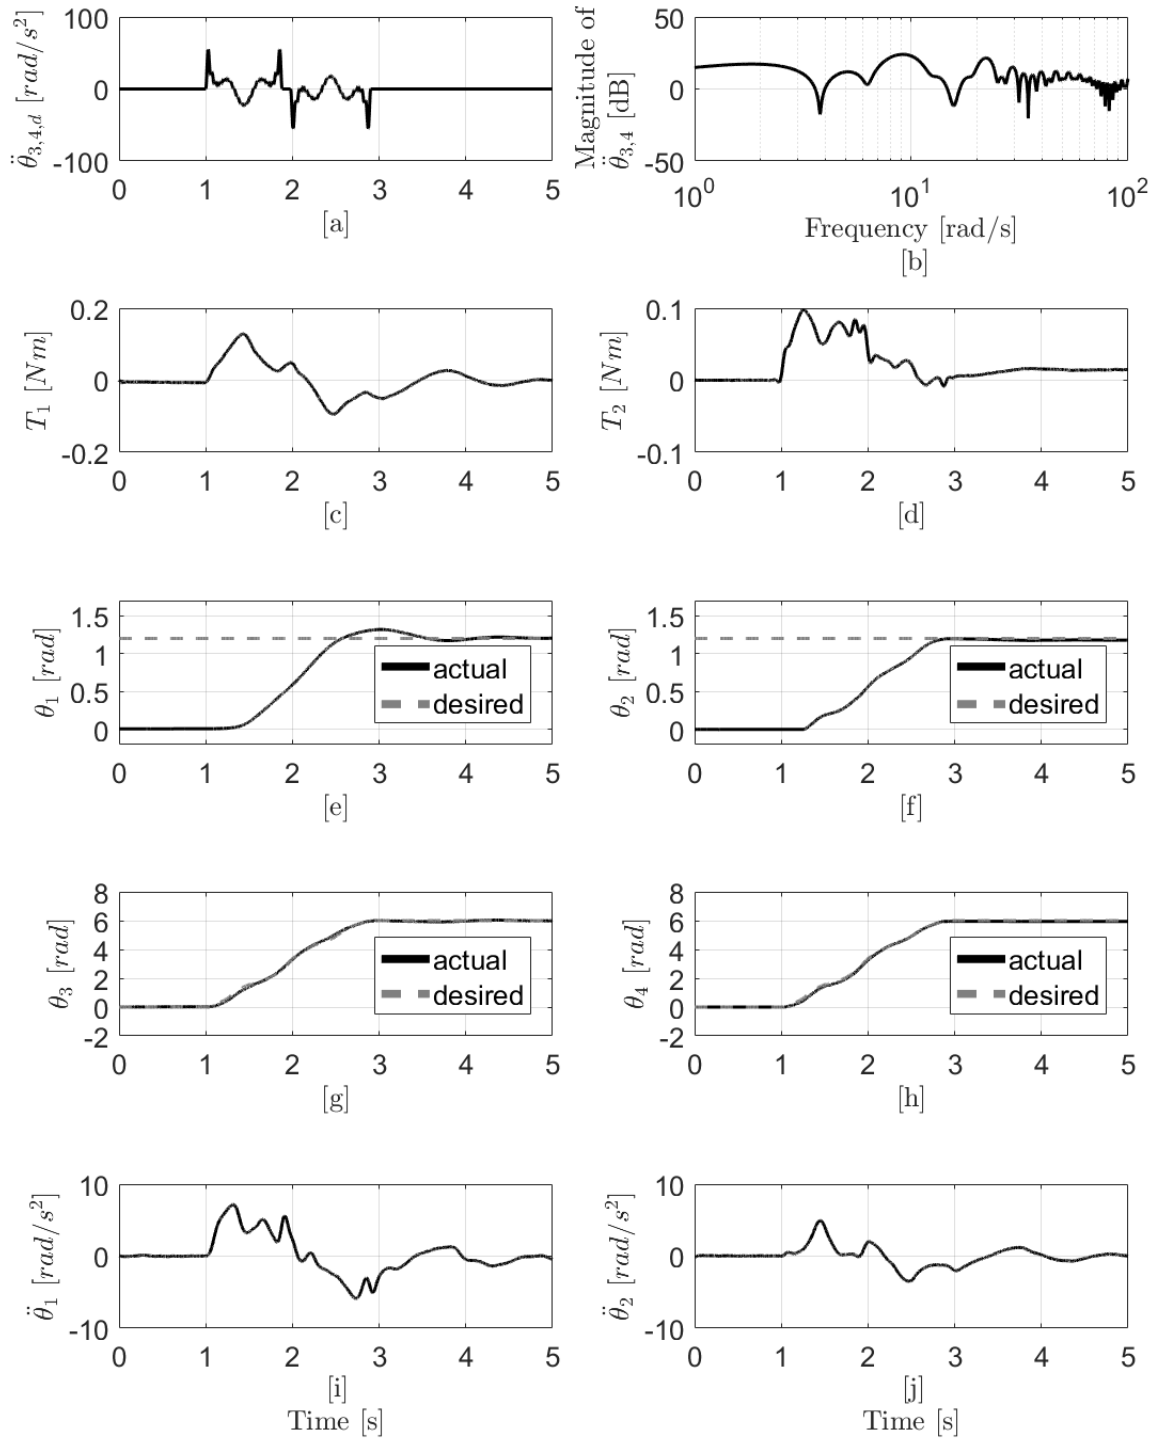 θ̈3,4,d [rad/s²]
100
0
-100
0 1 2 3 4 5
[a]
Magnitude of
θ̈3,4 [dB]
50
0
-50
10⁰ 10¹ 10²
Frequency [rad/s]
[b]
T1 [Nm]
0.2
0
-0.2
0 1 2 3 4 5
[c]
T2 [Nm]
0.1
0
-0.1
0 1 2 3 4 5
[d]
θ1 [rad]
1.5
1
0.5
0
actual
desired
0 1 2 3 4 5
[e]
θ2 [rad]
1.5
1
0.5
0
actual
desired
0 1 2 3 4 5
[f]
θ3 [rad]
8
6
4
2
0
-2
actual
desired
0 1 2 3 4 5
[g]
θ4 [rad]
8
6
4
2
0
-2
actual
desired
0 1 2 3 4 5
[h]
θ̈1 [rad/s²]
10
0
-10
0 1 2 3 4 5
[i]
Time [s]
θ̈2 [rad/s²]
10
0
-10
0 1 2 3 4 5
[j]
Time [s]